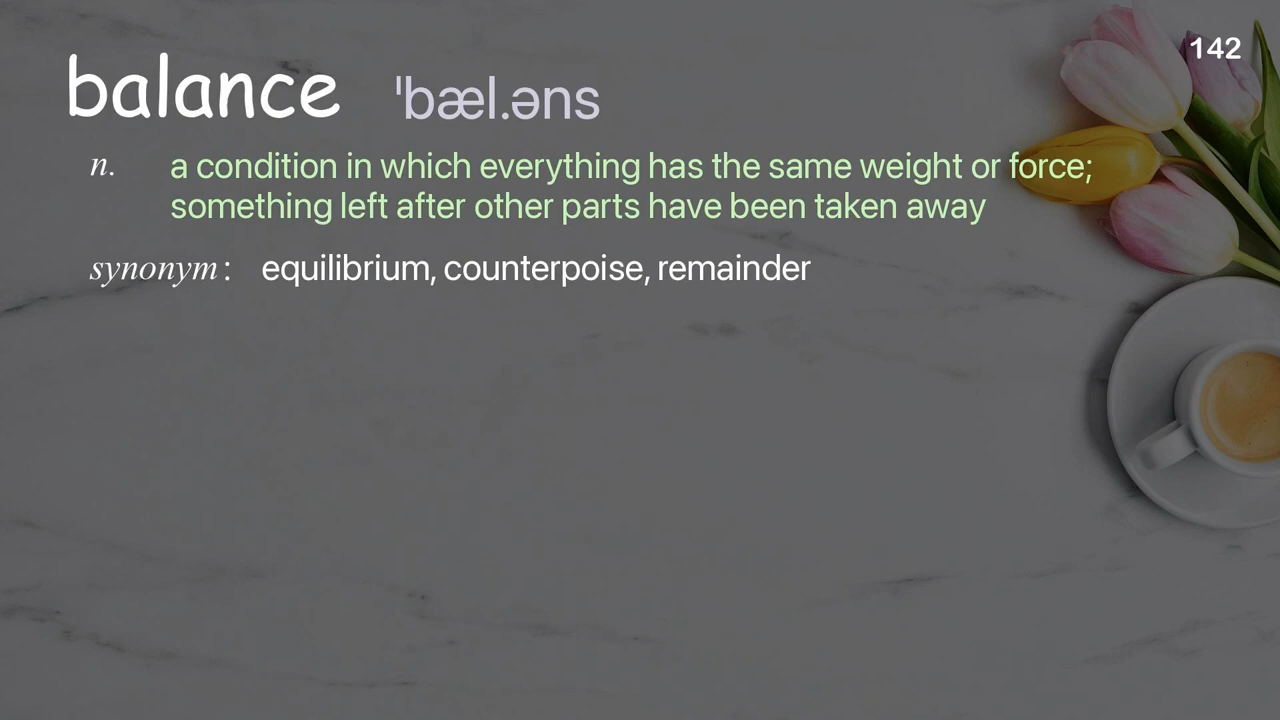 142
balance ˈbæl.əns
n. a condition in which everything has the same weight or force;
something left after other parts have been taken away
synonym: equilibrium, counterpoise, remainder